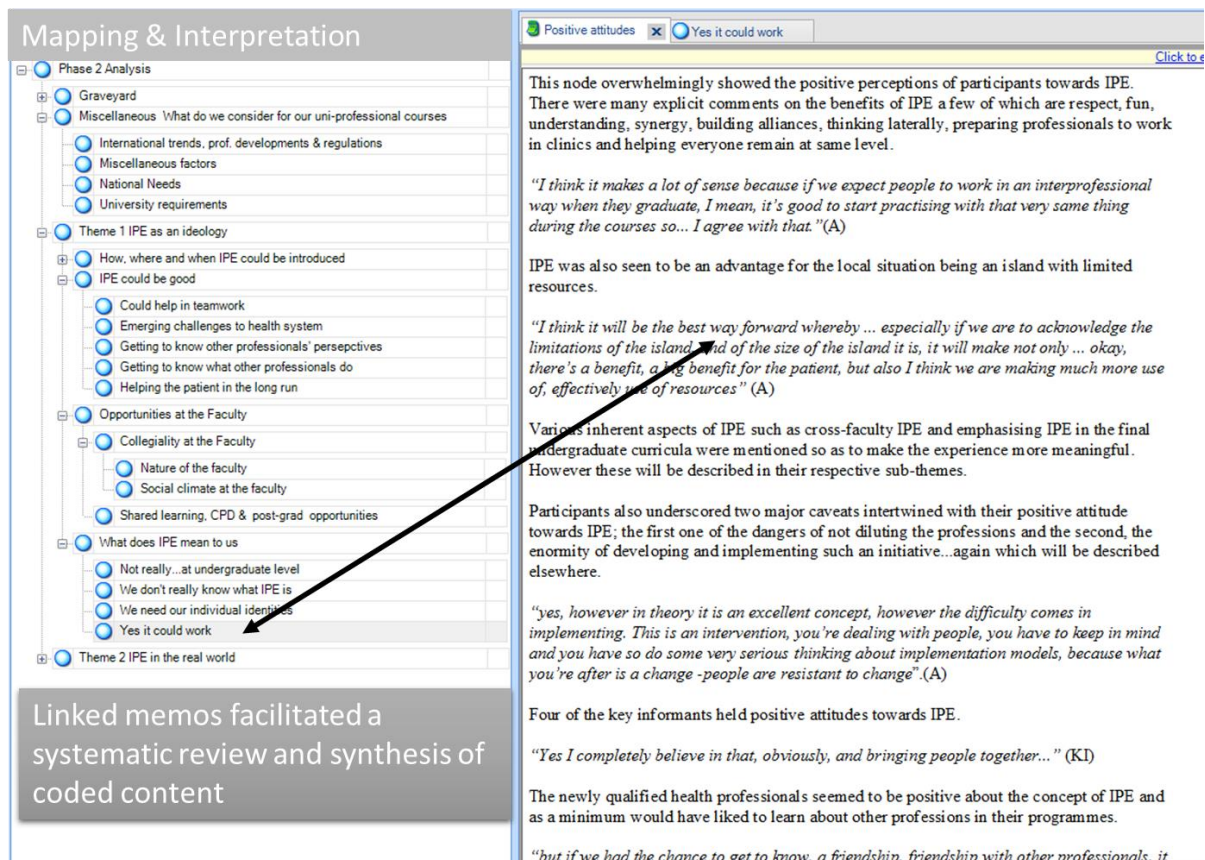 Mapping & Interpretation
Phase 2 Analysis
Graveyard
Miscellaneous What do we consider for our uni-professional courses
International trends, prof. developments & regulations
Miscellaneous factors
National Needs
University requirements
Theme 1 IPE as an ideology
How, where and when IPE could be introduced
IPE could be good
Could help in teamwork
Emerging challenges to health system
Getting to know other professionals' persepctives
Getting to know what other professionals do
Helping the patient in the long run
Opportunities at the Faculty
Collegiality at the Faculty
Nature of the faculty
Social climate at the faculty
Shared learning, CPD & post-grad opportunities
What does IPE mean to us
Not really...at undergraduate level
We don't really know what IPE is
We need our individual identities
Yes it could work
Theme 2 IPE in the real world
Linked memos facilitated a
systematic review and synthesis of
coded content
Positive attitudes
Yes it could work
Click to e
This node overwhelmingly showed the positive perceptions of participants towards IPE.
There were many explicit comments on the benefits of IPE a few of which are respect, fun,
understanding, synergy, building alliances, thinking laterally, preparing professionals to work
in clinics and helping everyone remain at same level.
“I think it makes a lot of sense because if we expect people to work in an interprofessional
way when they graduate, I mean, it’s good to start practising with that very same thing
during the courses so... I agree with that.”(A)
IPE was also seen to be an advantage for the local situation being an island with limited
resources.
“I think it will be the best way forward whereby ... especially if we are to acknowledge the
limitations of the island and of the size of the island it is, it will make not only ... okay,
there’s a benefit, a big benefit for the patient, but also I think we are making much more use
of, effectively use of resources” (A)
Various inherent aspects of IPE such as cross-faculty IPE and emphasising IPE in the final
undergraduate curricula were mentioned so as to make the experience more meaningful.
However these will be described in their respective sub-themes.
Participants also underscored two major caveats intertwined with their positive attitude
towards IPE; the first one of the dangers of not diluting the professions and the second, the
enormity of developing and implementing such an initiative...again which will be described
elsewhere.
“yes, however in theory it is an excellent concept, however the difficulty comes in
implementing. This is an intervention, you’re dealing with people, you have to keep in mind
and you have so do some very serious thinking about implementation models, because what
you’re after is a change -people are resistant to change”.(A)
Four of the key informants held positive attitudes towards IPE.
“Yes I completely believe in that, obviously, and bringing people together...” (KI)
The newly qualified health professionals seemed to be positive about the concept of IPE and
as a minimum would have liked to learn about other professions in their programmes.
“but if we had the chance to get to know, a friendship, friendship with other professionals, it